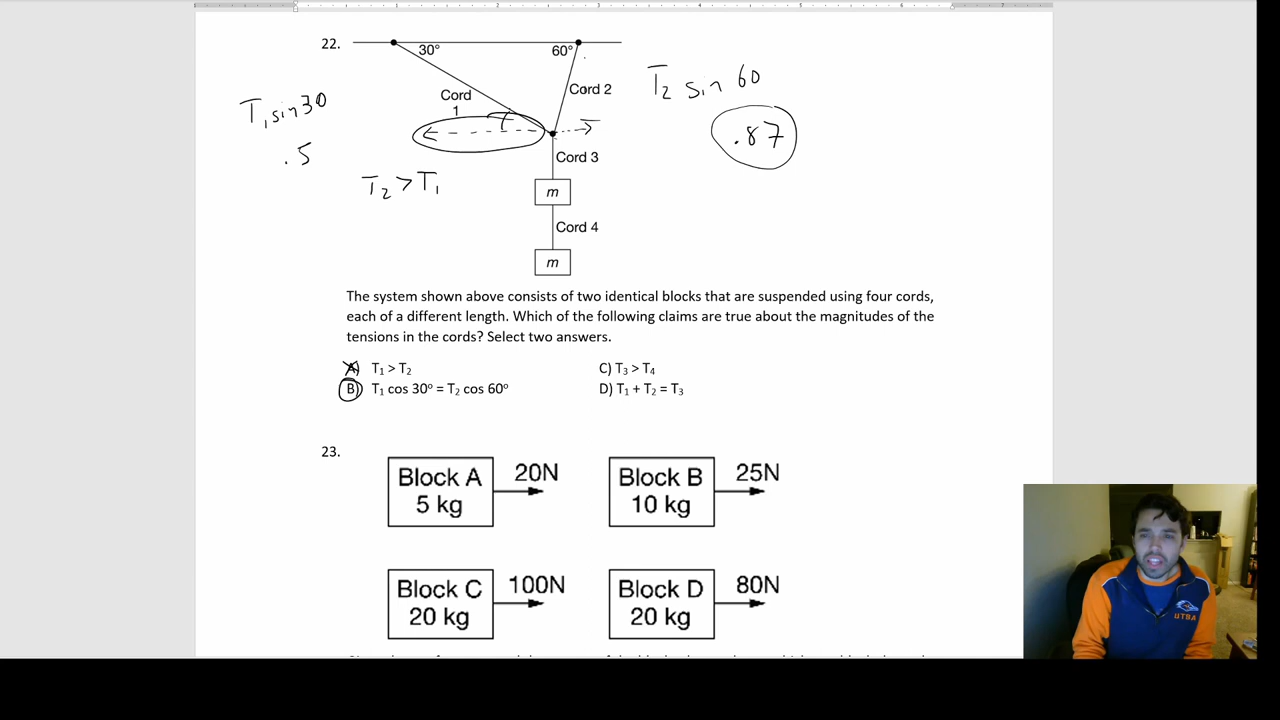 22.
30°
60°
T₁ sin 30
.5
Cord
1
Cord 2
T₂ sin 60
.87
T₂ > T₁
Cord 3
m
Cord 4
m
The system shown above consists of two identical blocks that are suspended using four cords,
each of a different length. Which of the following claims are true about the magnitudes of the
tensions in the cords? Select two answers.
A) T₁ > T₂ C) T₃ > T₄
B) T₁ cos 30º = T₂ cos 60º D) T₁ + T₂ = T₃
23.
Block A
5 kg
20N
Block B
10 kg
25N
Block C
20 kg
100N
Block D
20 kg
80N
UTSA